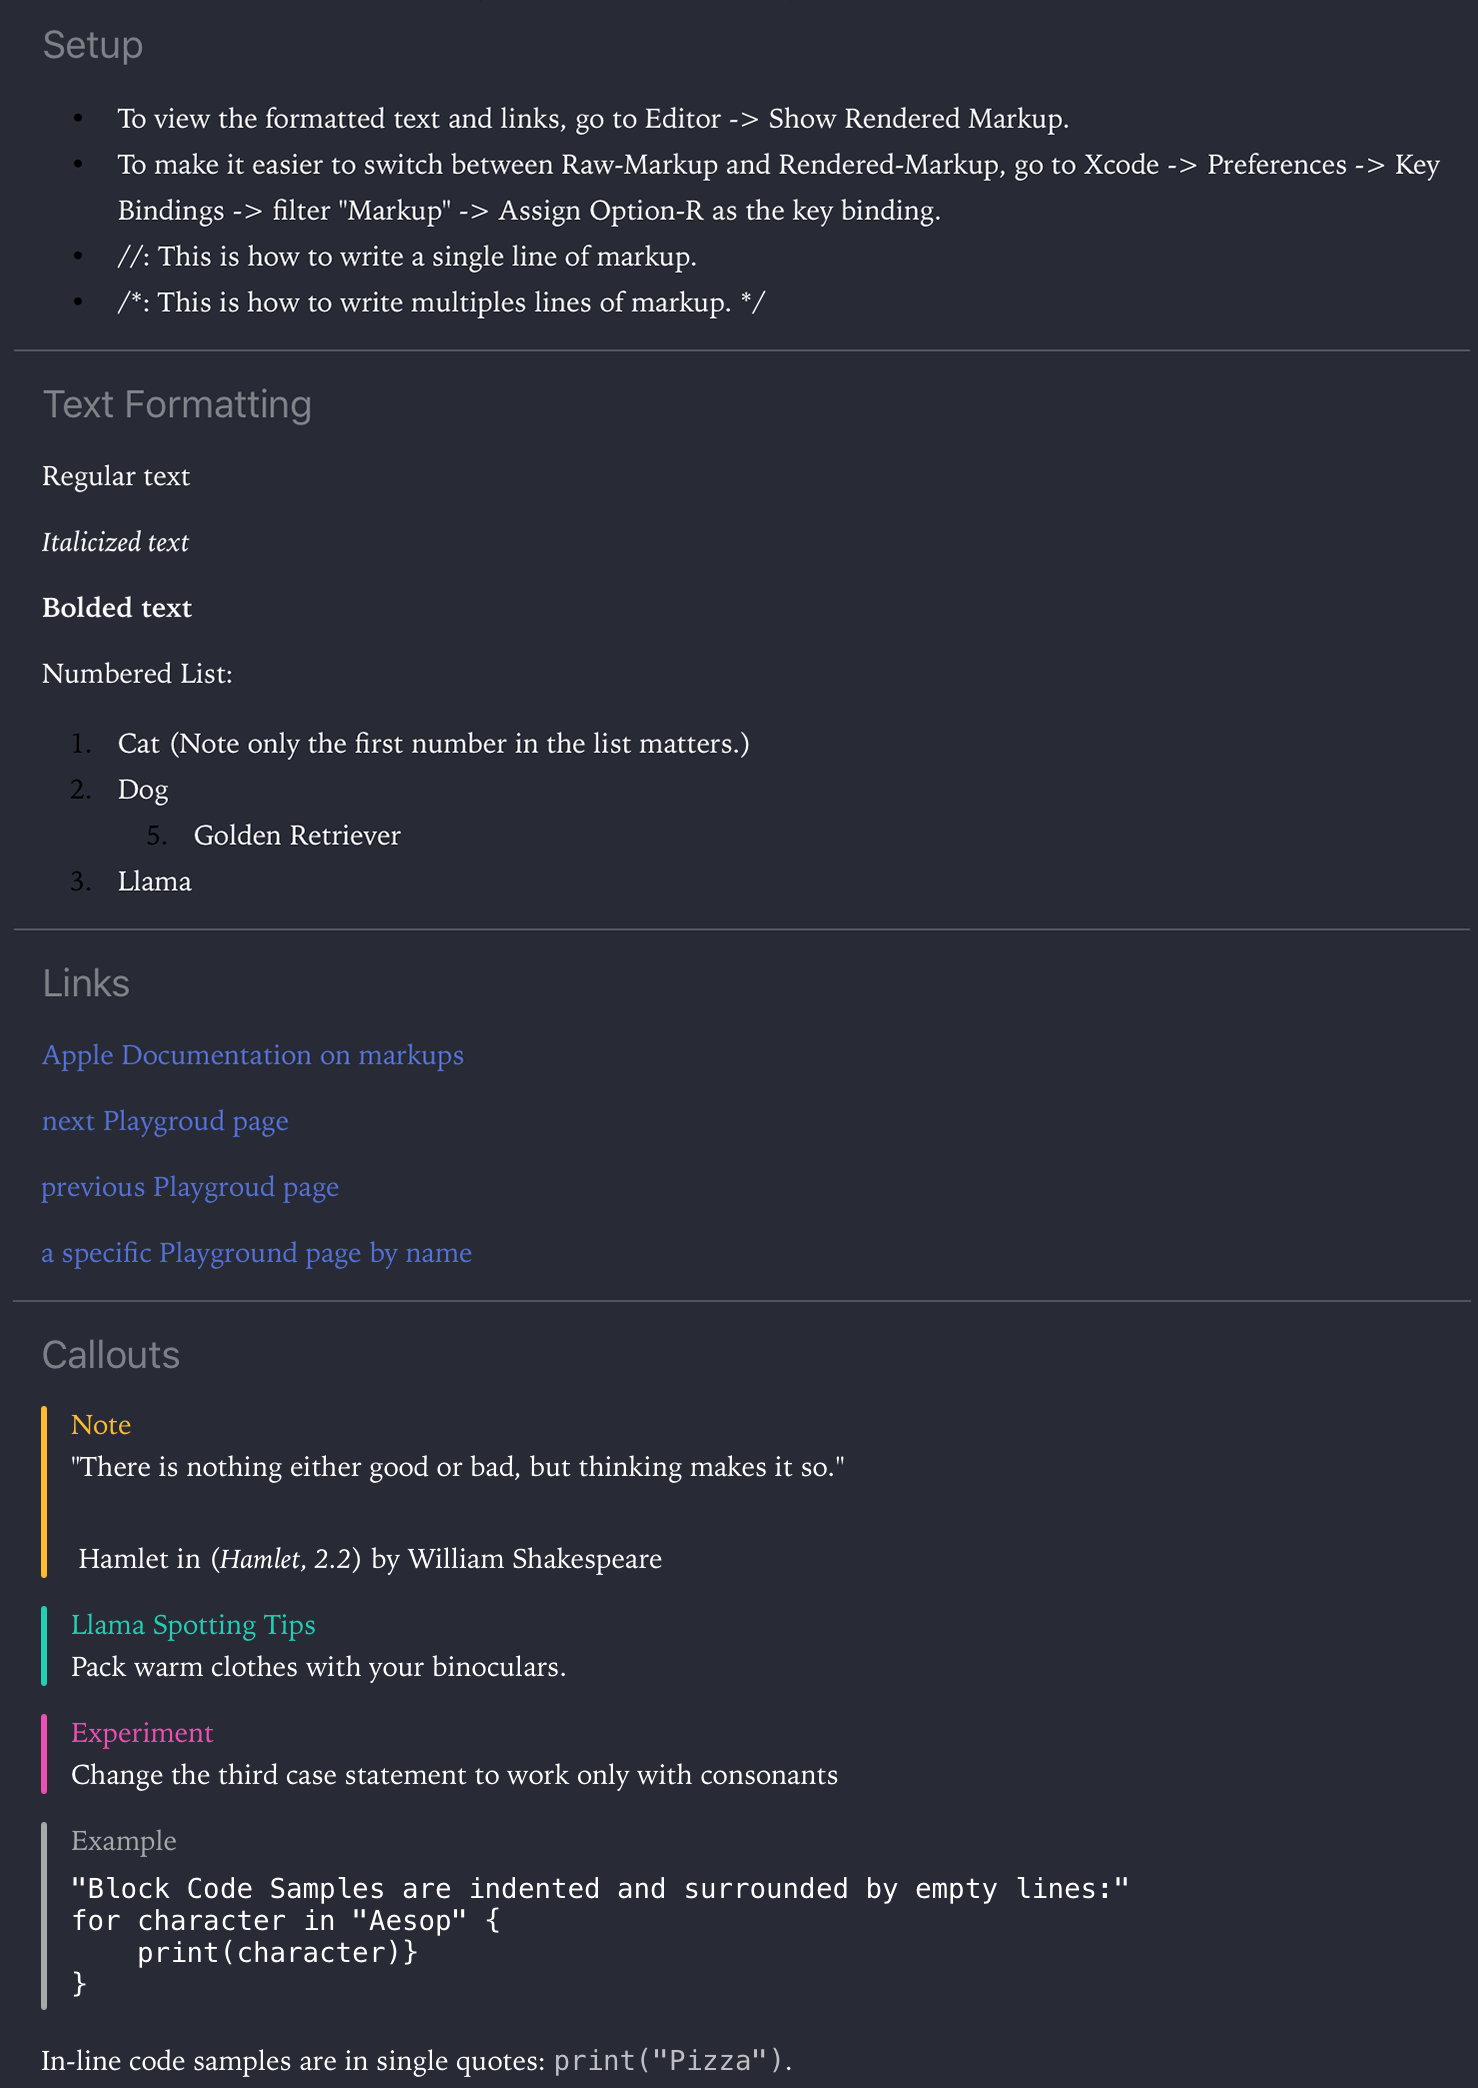 Setup
• To view the formatted text and links, go to Editor -> Show Rendered Markup.
• To make it easier to switch between Raw-Markup and Rendered-Markup, go to Xcode -> Preferences -> Key
Bindings -> filter "Markup" -> Assign Option-R as the key binding.
• //: This is how to write a single line of markup.
• /*: This is how to write multiples lines of markup. */
Text Formatting
Regular text
Italicized text
Bolded text
Numbered List:
1. Cat (Note only the first number in the list matters.)
2. Dog
5. Golden Retriever
3. Llama
Links
Apple Documentation on markups
next Playgroud page
previous Playgroud page
a specific Playground page by name
Callouts
Note
"There is nothing either good or bad, but thinking makes it so."
Hamlet in (Hamlet, 2.2) by William Shakespeare
Llama Spotting Tips
Pack warm clothes with your binoculars.
Experiment
Change the third case statement to work only with consonants
Example
"Block Code Samples are indented and surrounded by empty lines:"
for character in "Aesop" {
    print(character)}
}
In-line code samples are in single quotes: print("Pizza").